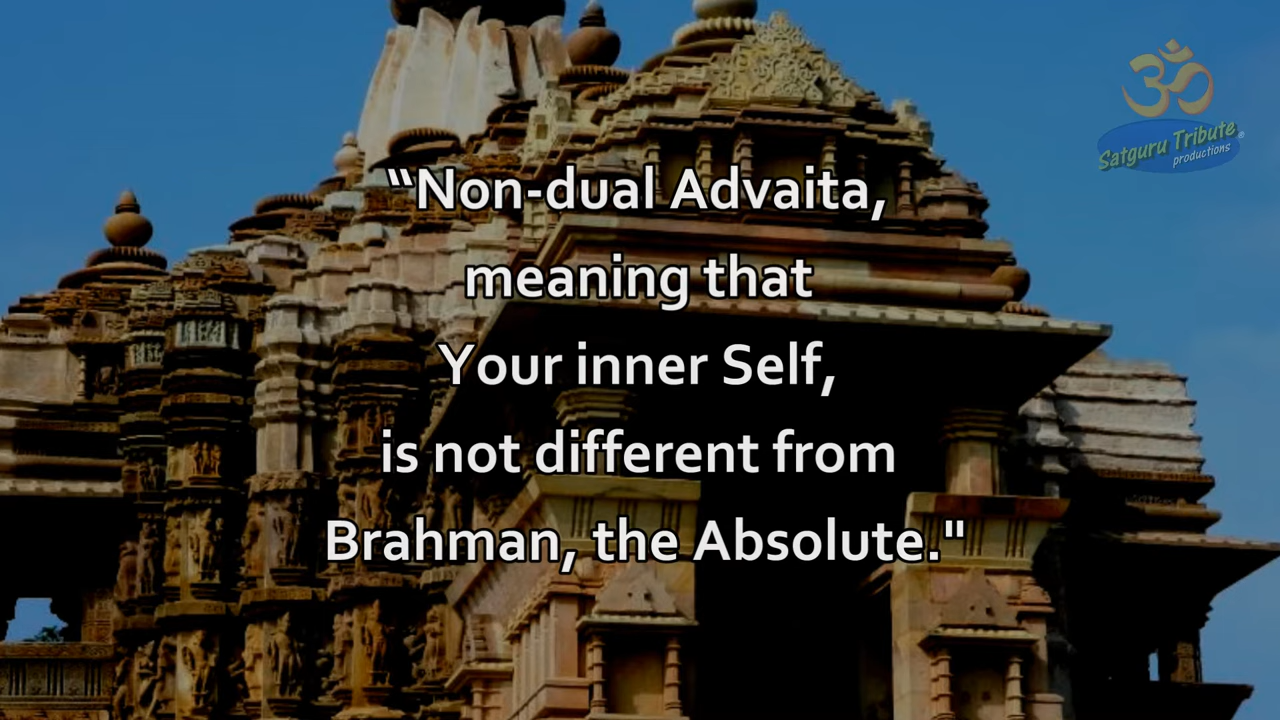 ॐ
Satguru Tribute®
productions
“Non-dual Advaita,
meaning that
Your inner Self,
is not different from
Brahman, the Absolute."